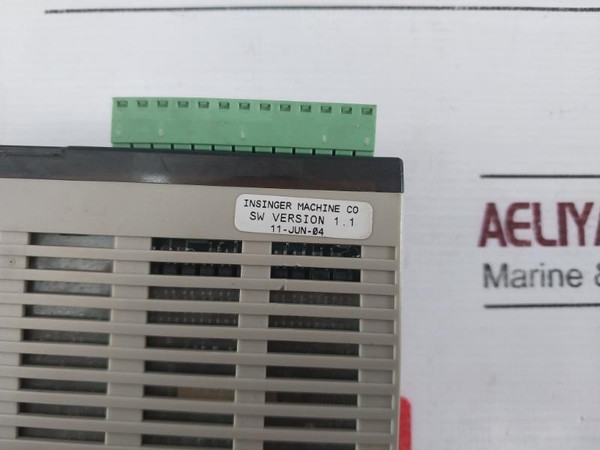 INSINGER MACHINE CO
SW VERSION 1.1
11-JUN-04
AELIYA
Marine &